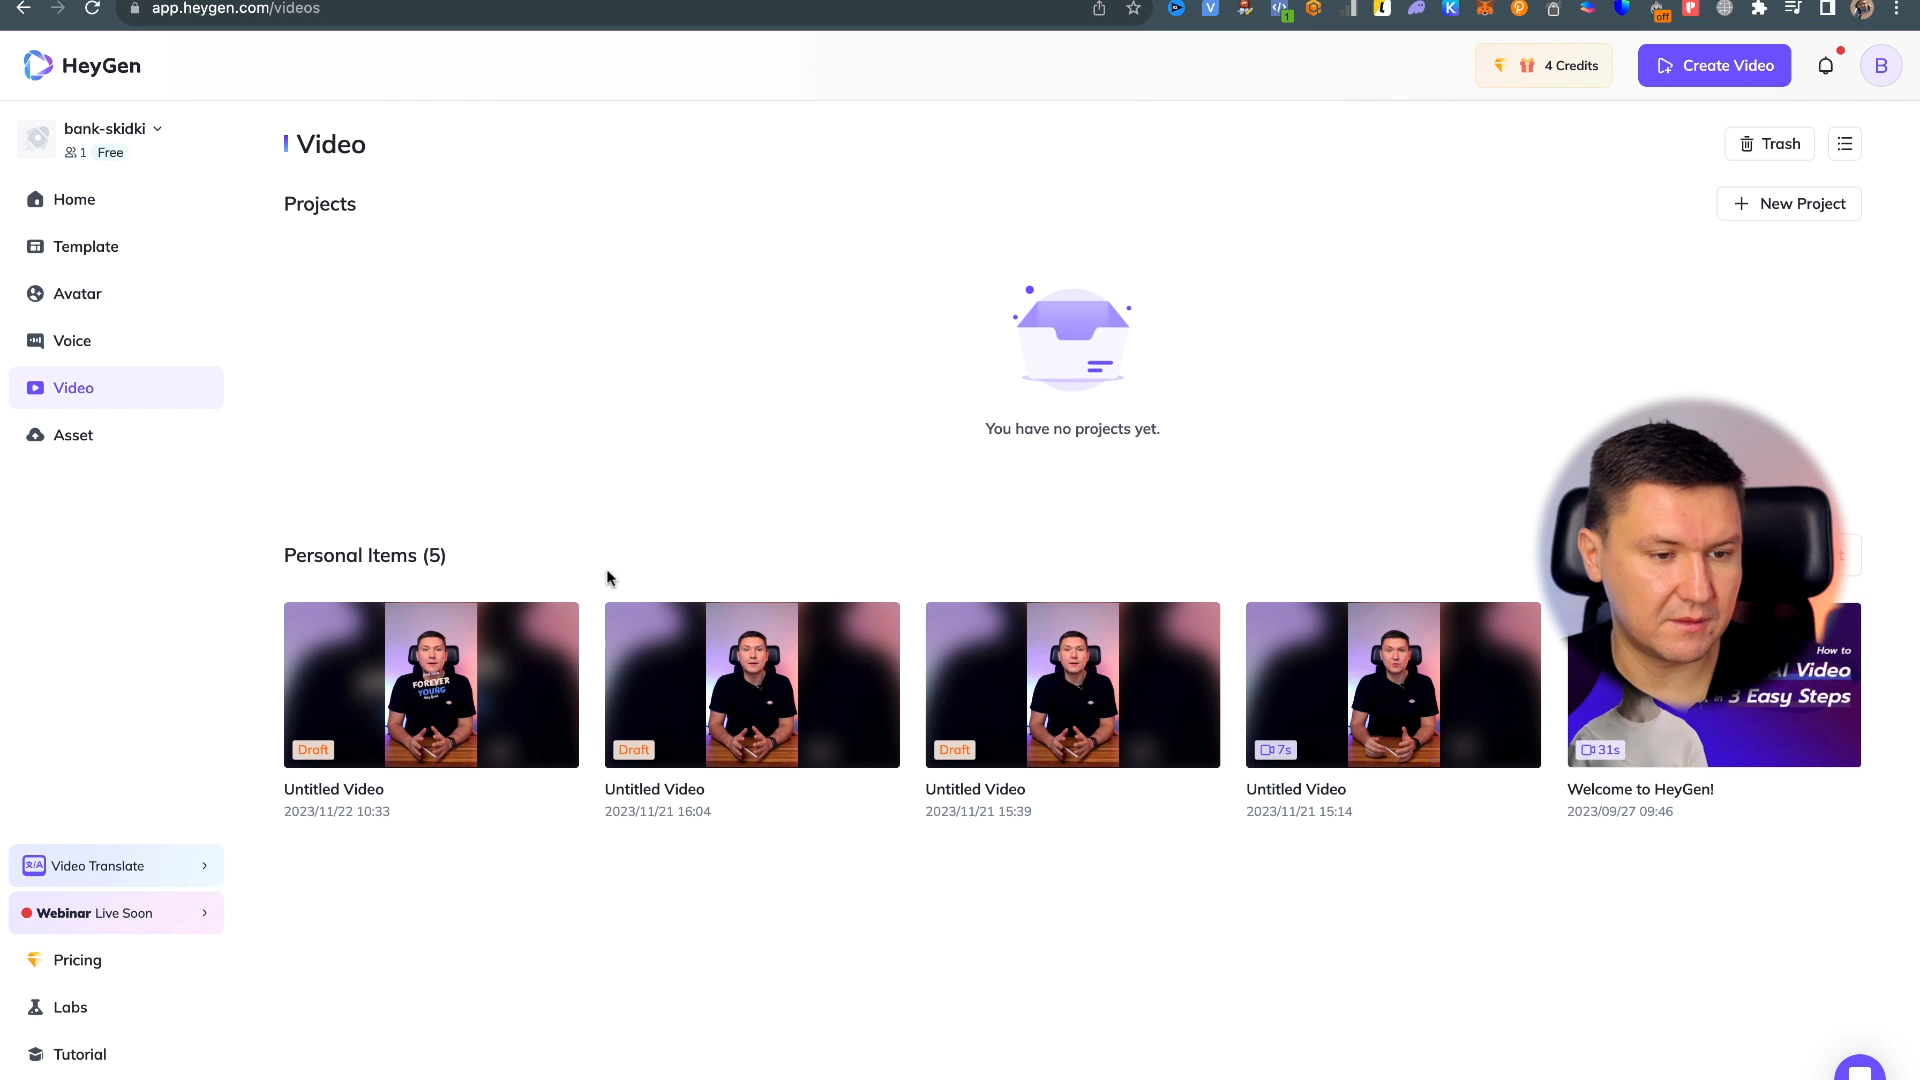 app.heygen.com/videos
HeyGen
4 Credits
Create Video
B
bank-skidki
1 Free
Video
Trash
Home
Projects
New Project
Template
Avatar
Voice
Video
You have no projects yet.
Asset
Personal Items (5)
FOREVER
YOUNG
How to
AI Video
in 3 Easy Steps
Draft
Draft
Draft
7s
31s
Untitled Video
Untitled Video
Untitled Video
Untitled Video
Welcome to HeyGen!
2023/11/22 10:33
2023/11/21 16:04
2023/11/21 15:39
2023/11/21 15:14
2023/09/27 09:46
Video Translate
Webinar Live Soon
Pricing
Labs
Tutorial